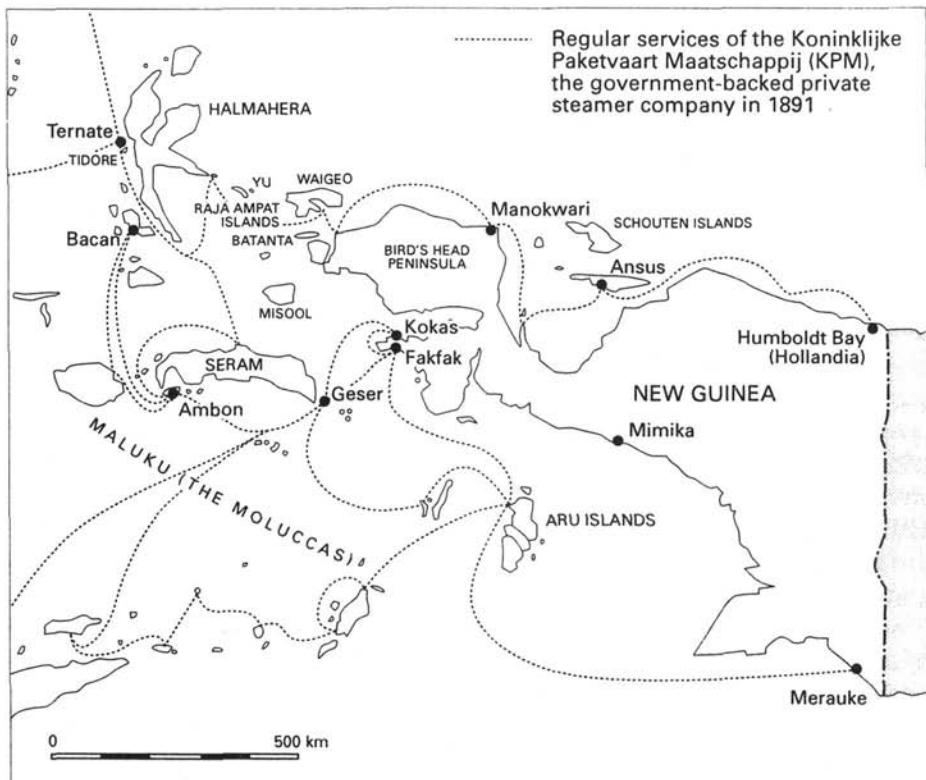 Regular services of the Koninklijke
Paketvaart Maatschappij (KPM),
the government-backed private
steamer company in 1891
HALMAHERA
Ternate
TIDORE
YU
WAIGEO
RAJA AMPAT
ISLANDS
BATANTA
Bacan
Manokwari
SCHOUTEN ISLANDS
BIRD'S HEAD
PENINSULA
Ansus
MISOOL
Kokas
Fakfak
Humboldt Bay
(Hollandia)
SERAM
Geser
NEW GUINEA
Ambon
Mimika
MALUKU (THE MOLUCCAS)
ARU ISLANDS
Merauke
0 500 km